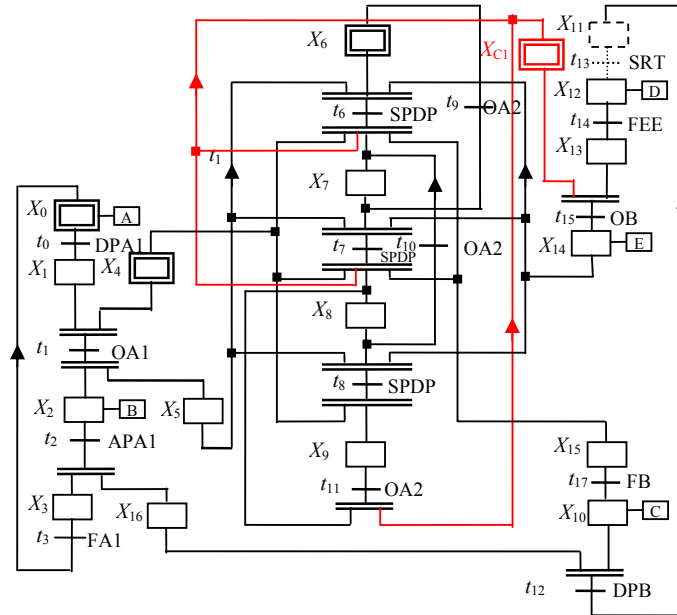 X11
X6
XC1
t13
SRT
X12
D
t6
SPDP
t9
OA2
t14
FEE
t1
X13
X7
X0
A
t15
OB
t0
DPA1
t7
SPDP
t10
OA2
X14
E
X1
X4
X8
t1
OA1
t8
SPDP
X2
B
X5
t2
APA1
X9
X15
t11
OA2
t17
FB
X3
X16
X10
C
t3
FA1
t12
DPB